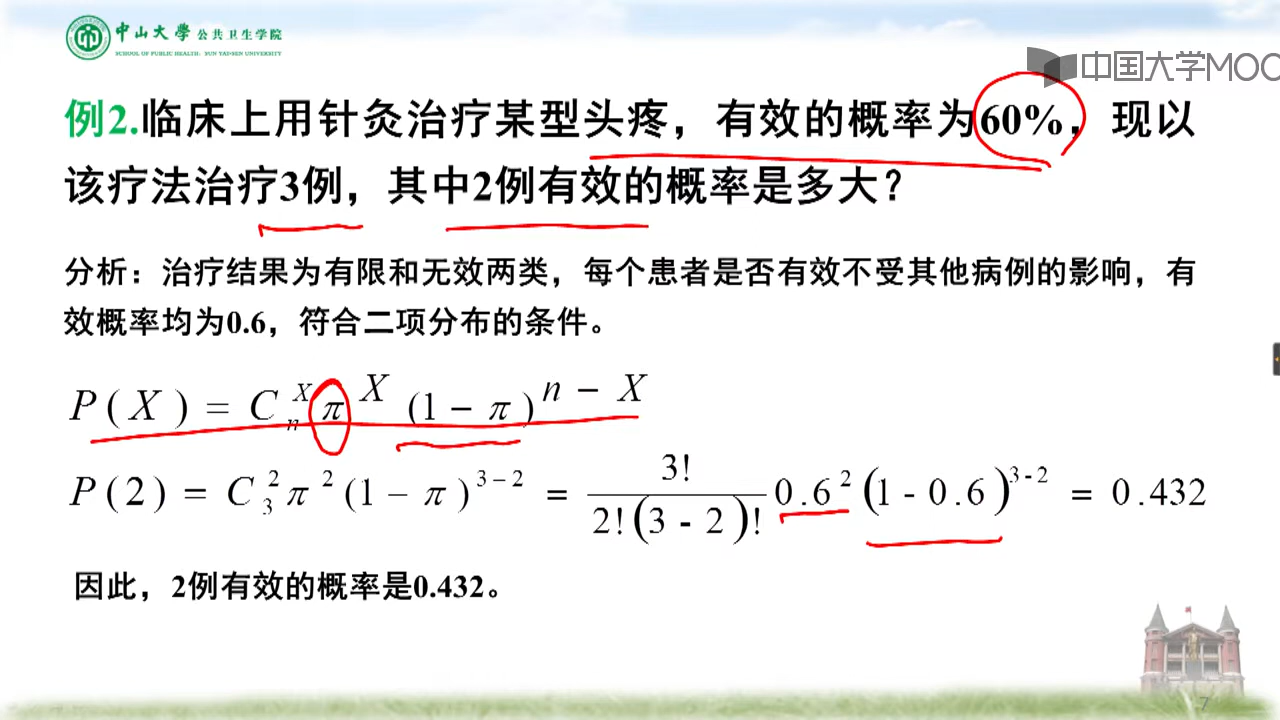 中山大学公共卫生学院
SCHOOL OF PUBLIC HEALTH, SUN YAT-SEN UNIVERSITY
中国大学MOO
例2.临床上用针灸治疗某型头疼，有效的概率为60%，现以
该疗法治疗3例，其中2例有效的概率是多大？
分析：治疗结果为有限和无效两类，每个患者是否有效不受其他病例的影响，有
效概率均为0.6，符合二项分布的条件。
P(X) = C_n^X π^X (1 − π)^{n − X}
P(2) = C_3^2 π^2 (1 − π)^{3−2} = 3!/(2!(3 - 2)!) 0.6^2 (1 - 0.6)^{3-2} = 0.432
因此，2例有效的概率是0.432。
7